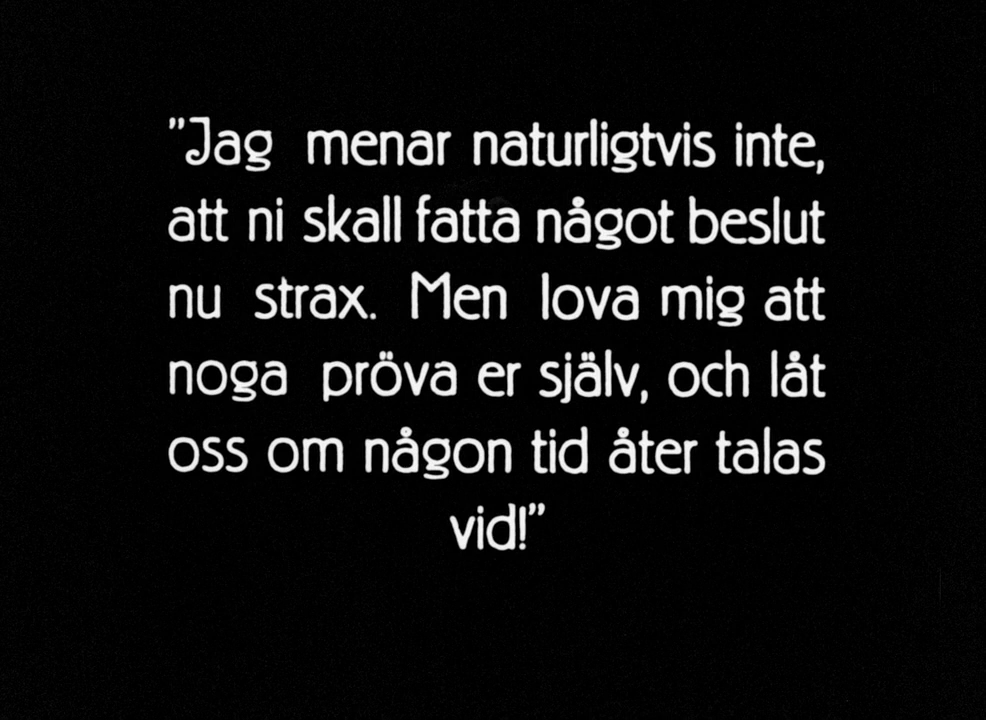 ”Jag menar naturligtvis inte,
att ni skall fatta något beslut
nu strax. Men lova mig att
noga pröva er själv, och låt
oss om någon tid åter talas
vid!”